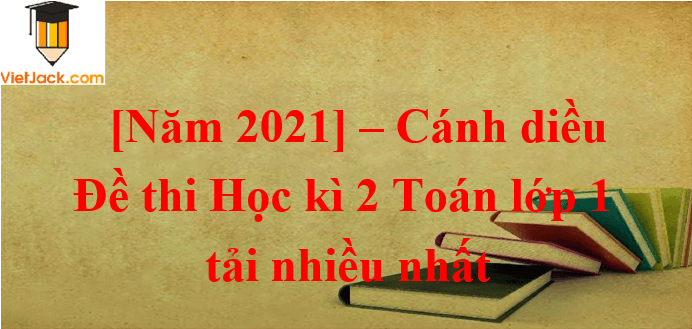 VietJack.com
[Năm 2021] – Cánh diều
Đề thi Học kì 2 Toán lớp 1
tải nhiều nhất